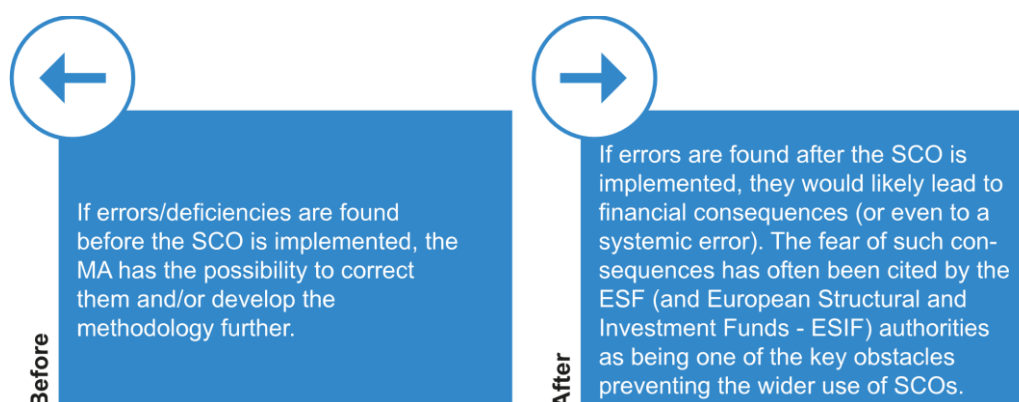 Before
If errors/deficiencies are found
before the SCO is implemented, the
MA has the possibility to correct
them and/or develop the
methodology further.
After
If errors are found after the SCO is
implemented, they would likely lead to
financial consequences (or even to a
systemic error). The fear of such con-
sequences has often been cited by the
ESF (and European Structural and
Investment Funds - ESIF) authorities
as being one of the key obstacles
preventing the wider use of SCOs.